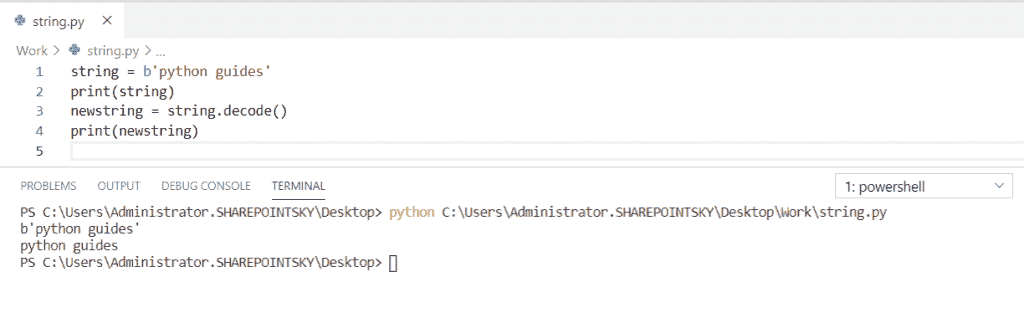 string.py ×
Work > string.py > ...
1 string = b'python guides'
2 print(string)
3 newstring = string.decode()
4 print(newstring)
5
PROBLEMS OUTPUT DEBUG CONSOLE TERMINAL 1: powershell
PS C:\Users\Administrator.SHAREPOINTSKY\Desktop> python C:\Users\Administrator.SHAREPOINTSKY\Desktop\Work\string.py
b'python guides'
python guides
PS C:\Users\Administrator.SHAREPOINTSKY\Desktop>